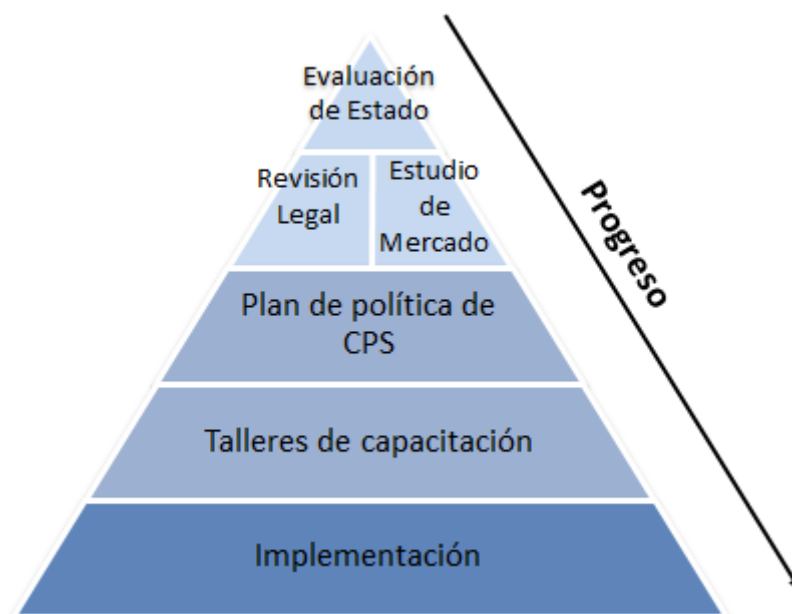 Evaluación
de Estado
Revisión
Legal
Estudio
de
Mercado
Plan de política de
CPS
Talleres de capacitación
Implementación
Progreso